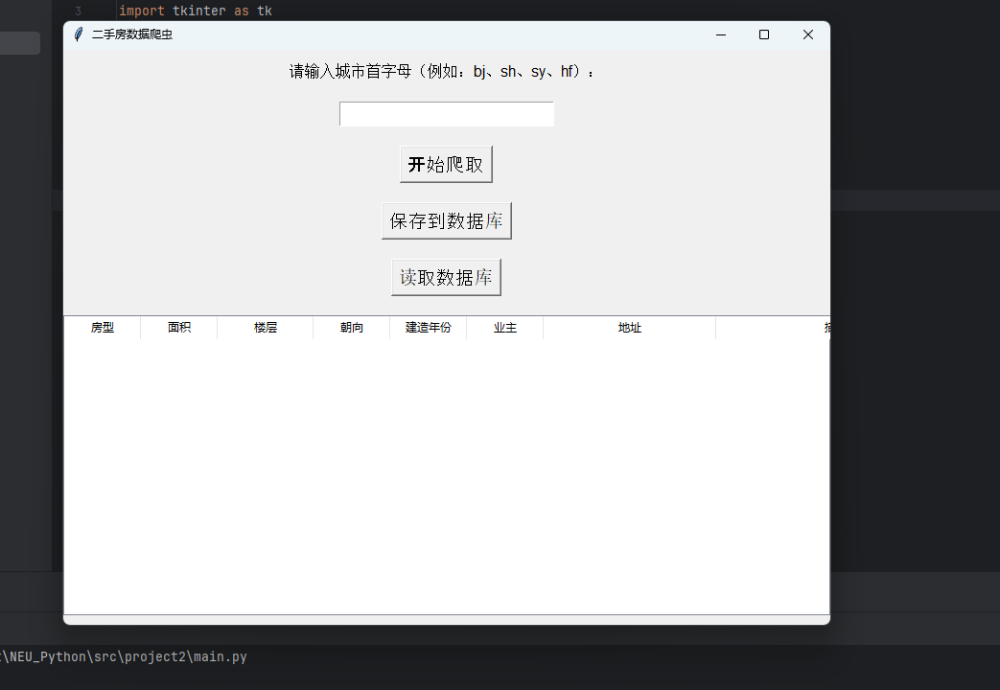 3 import tkinter as tk
二手房数据爬虫
请输入城市首字母（例如：bj、sh、sy、hf）：
开始爬取
保存到数据库
读取数据库
房型 面积 楼层 朝向 建造年份 业主 地址
\NEU_Python\src\project2\main.py